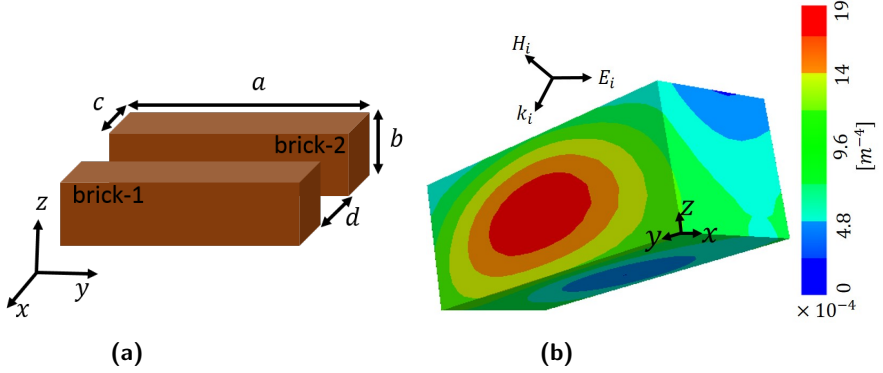 a
c
b
brick-2
brick-1
d
z
y
x
(a)
H_i
E_i
k_i
z
y
x
19
14
9.6
4.8
0
[m^{-4}]
× 10^{-4}
(b)